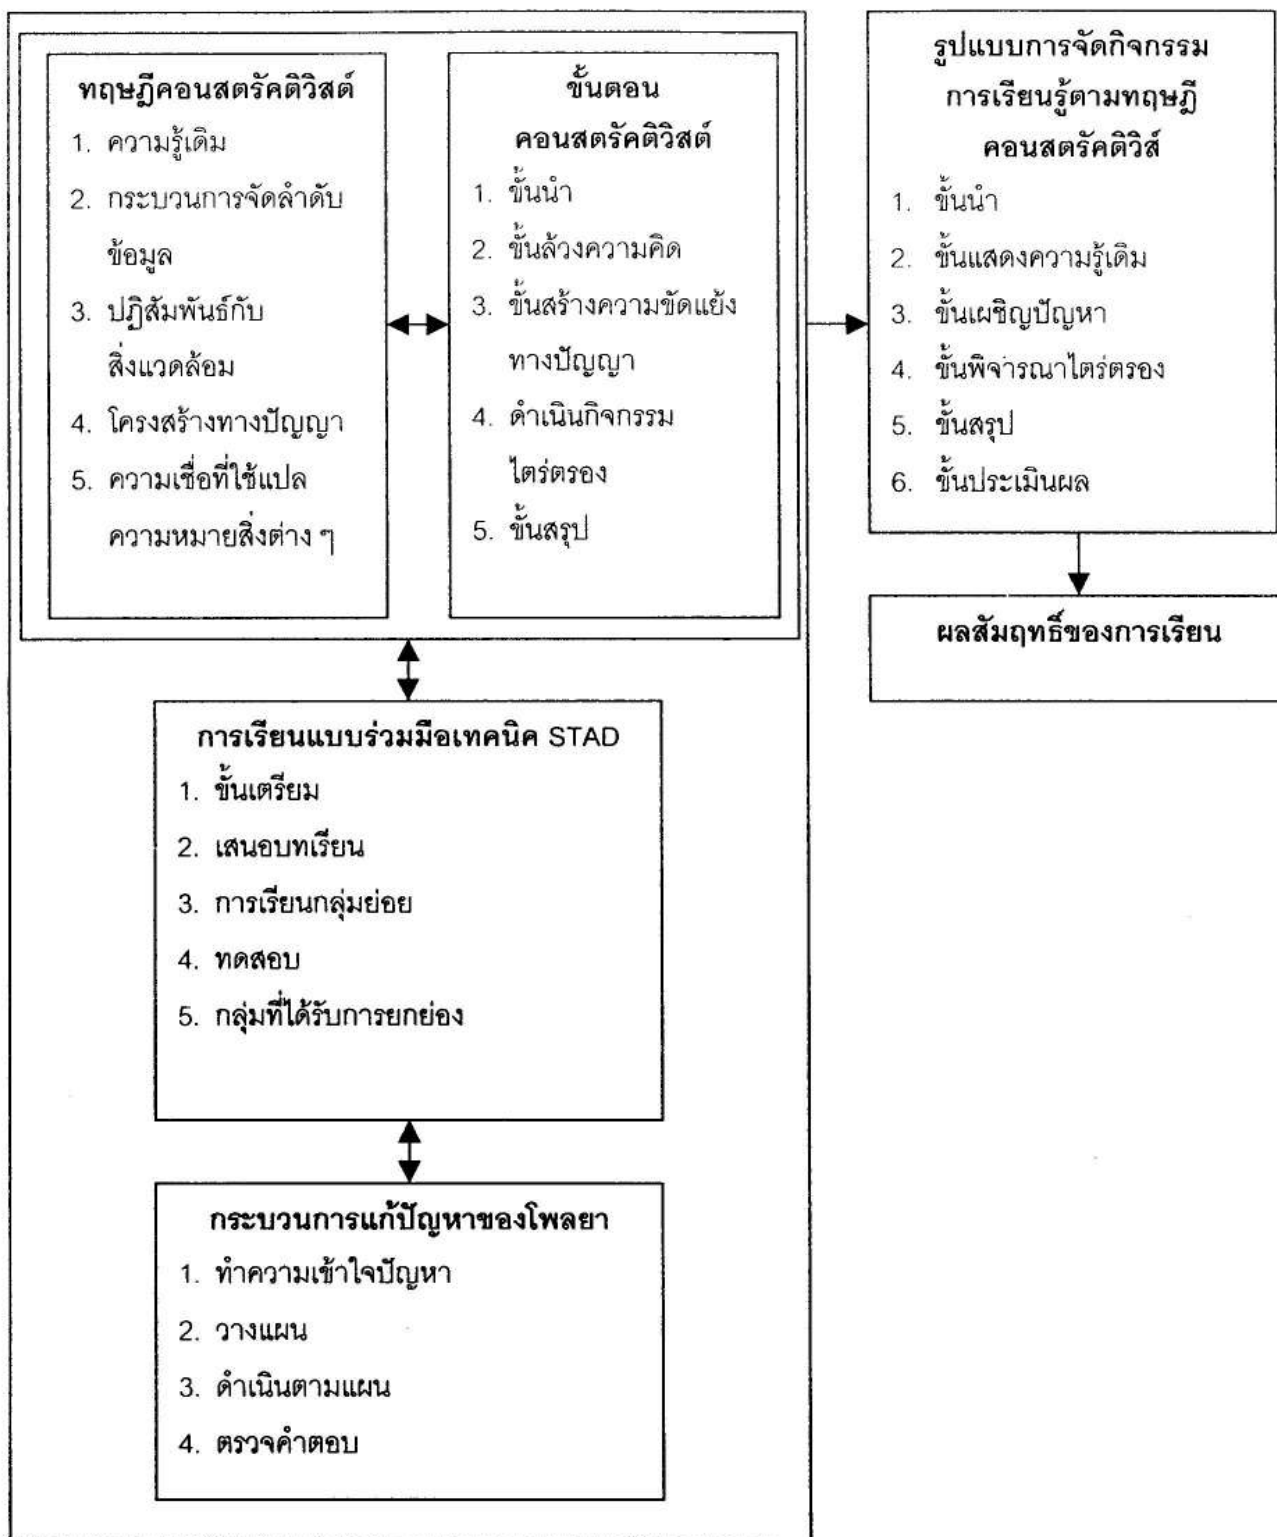 ทฤษฎีคอนสตรัคติวิสต์
1. ความรู้เดิม
2. กระบวนการจัดลำดับ
ข้อมูล
3. ปฏิสัมพันธ์กับ
สิ่งแวดล้อม
4. โครงสร้างทางปัญญา
5. ความเชื่อที่ใช้แปล
ความหมายสิ่งต่าง ๆ
ขั้นตอน
คอนสตรัคติวิสต์
1. ขั้นนำ
2. ขั้นล้วงความคิด
3. ขั้นสร้างความขัดแย้ง
ทางปัญญา
4. ดำเนินกิจกรรม
ไตร่ตรอง
5. ขั้นสรุป
รูปแบบการจัดกิจกรรม
การเรียนรู้ตามทฤษฎี
คอนสตรัคติวิส์
1. ขั้นนำ
2. ขั้นแสดงความรู้เดิม
3. ขั้นเผชิญปัญหา
4. ขั้นพิจารณาไตร่ตรอง
5. ขั้นสรุป
6. ขั้นประเมินผล
ผลสัมฤทธิ์ของการเรียน
การเรียนแบบร่วมมือเทคนิค STAD
1. ขั้นเตรียม
2. เสนอบทเรียน
3. การเรียนกลุ่มย่อย
4. ทดสอบ
5. กลุ่มที่ได้รับการยกย่อง
กระบวนการแก้ปัญหาของโพลยา
1. ทำความเข้าใจปัญหา
2. วางแผน
3. ดำเนินตามแผน
4. ตรวจคำตอบ